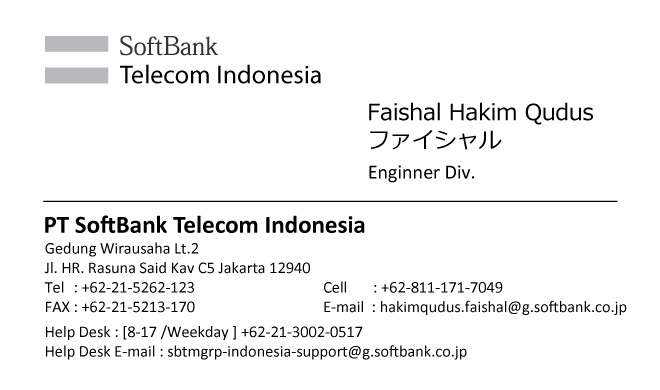 SoftBank
Telecom Indonesia
Faishal Hakim Qudus
ファイシャル
Enginner Div.
PT SoftBank Telecom Indonesia
Gedung Wirausaha Lt.2
Jl. HR. Rasuna Said Kav C5 Jakarta 12940
Tel : +62-21-5262-123 Cell : +62-811-171-7049
FAX : +62-21-5213-170 E-mail : hakimqudus.faishal@g.softbank.co.jp
Help Desk : [8-17 /Weekday ] +62-21-3002-0517
Help Desk E-mail : sbtmgrp-indonesia-support@g.softbank.co.jp